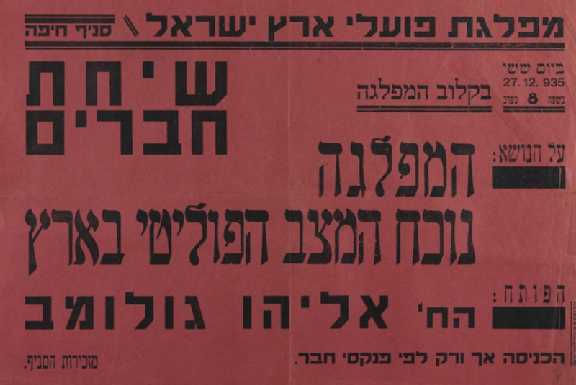 מפלגת פועלי ארץ ישראל // סניף חיפה
ביום ששי
27.12.935
בשעה 8 בערב
בקלוב המפלגה
שיחת
חברים
על הנושא:
המפלגה
נוכח המצב הפוליטי בארץ
הפותח:
הח' אליהו גולומב
הכניסה אך ורק לפי פנקסי חבר.
מזכירות הסניף.